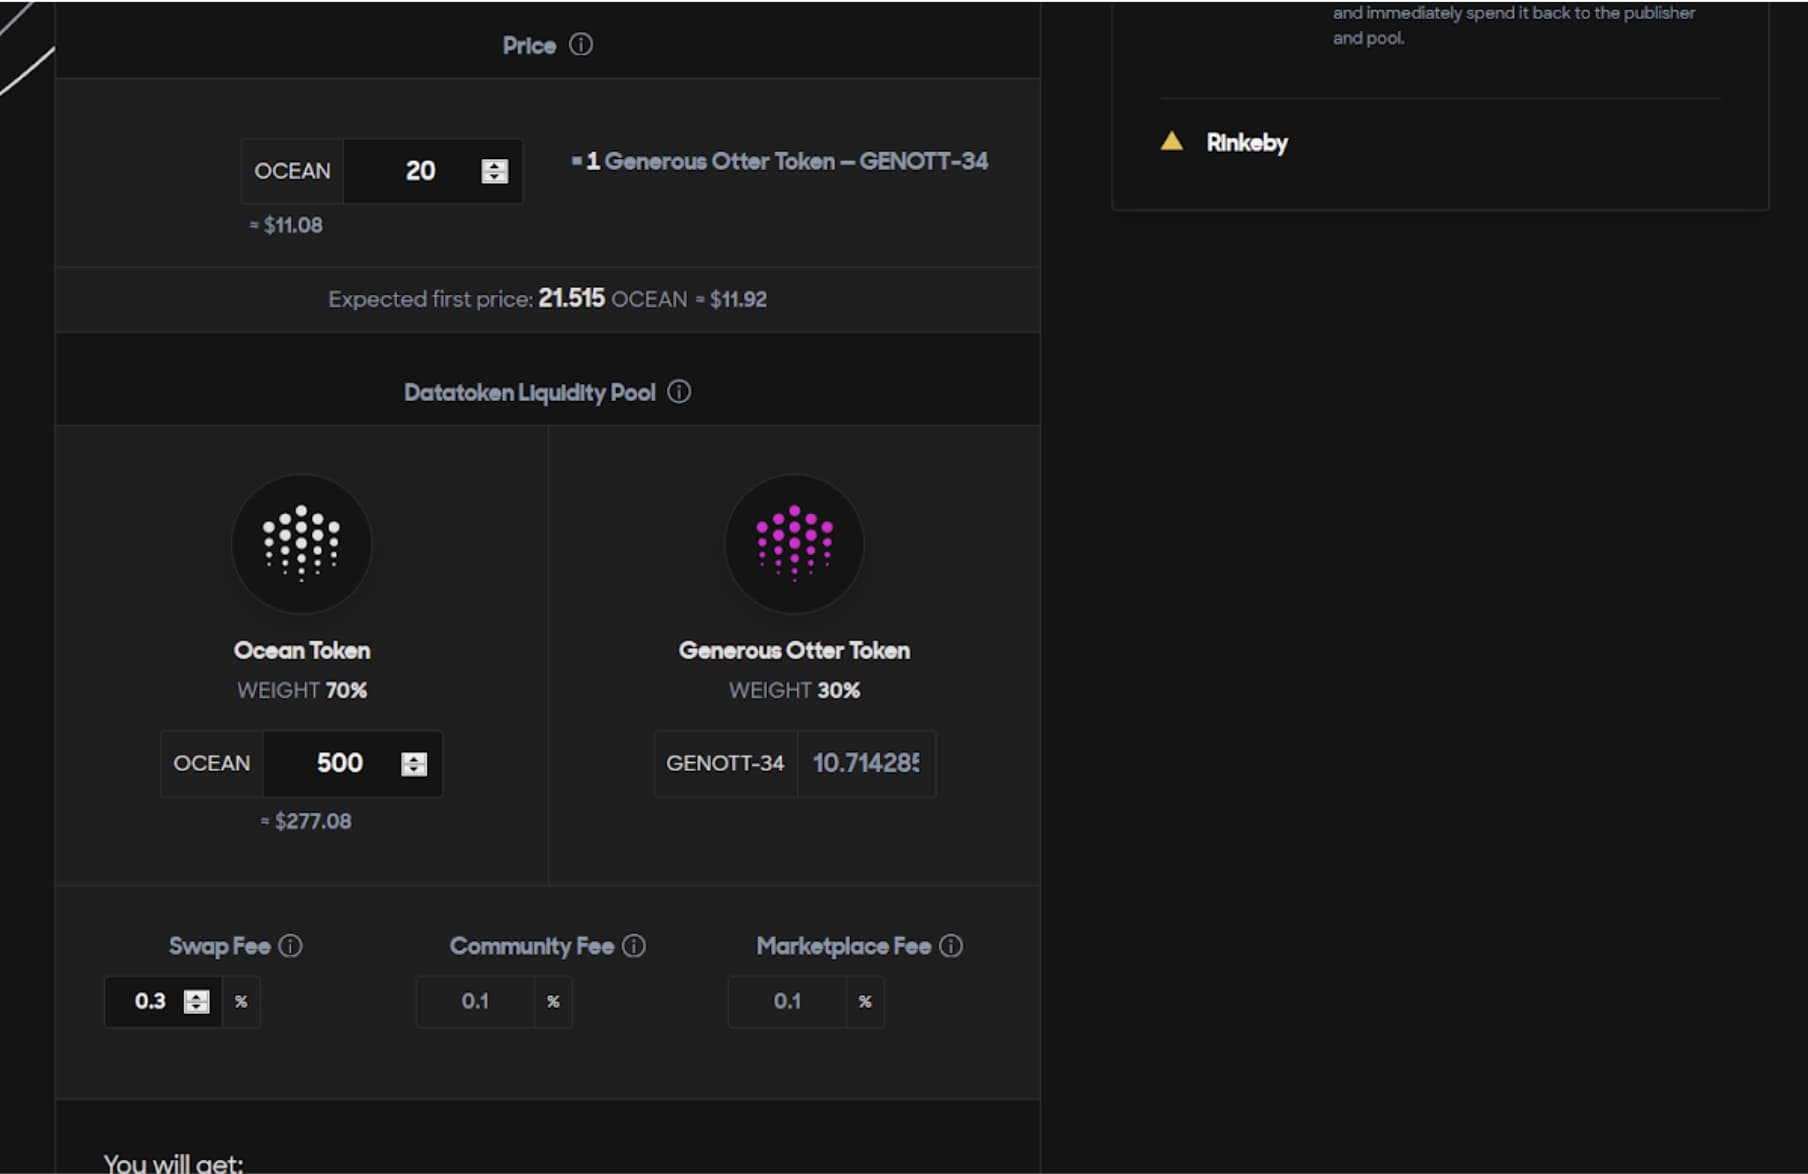 Price
OCEAN 20
= 1 Generous Otter Token — GENOTT-34
≈ $11.08
Expected first price: 21.515 OCEAN ≈ $11.92
Datatoken Liquidity Pool
Ocean Token
WEIGHT 70%
OCEAN 500
≈ $277.08
Generous Otter Token
WEIGHT 30%
GENOTT-34 10.714285
Swap Fee
0.3 %
Community Fee
0.1 %
Marketplace Fee
0.1 %
You will get:
and immediately spend it back to the publisher
and pool.
Rinkeby